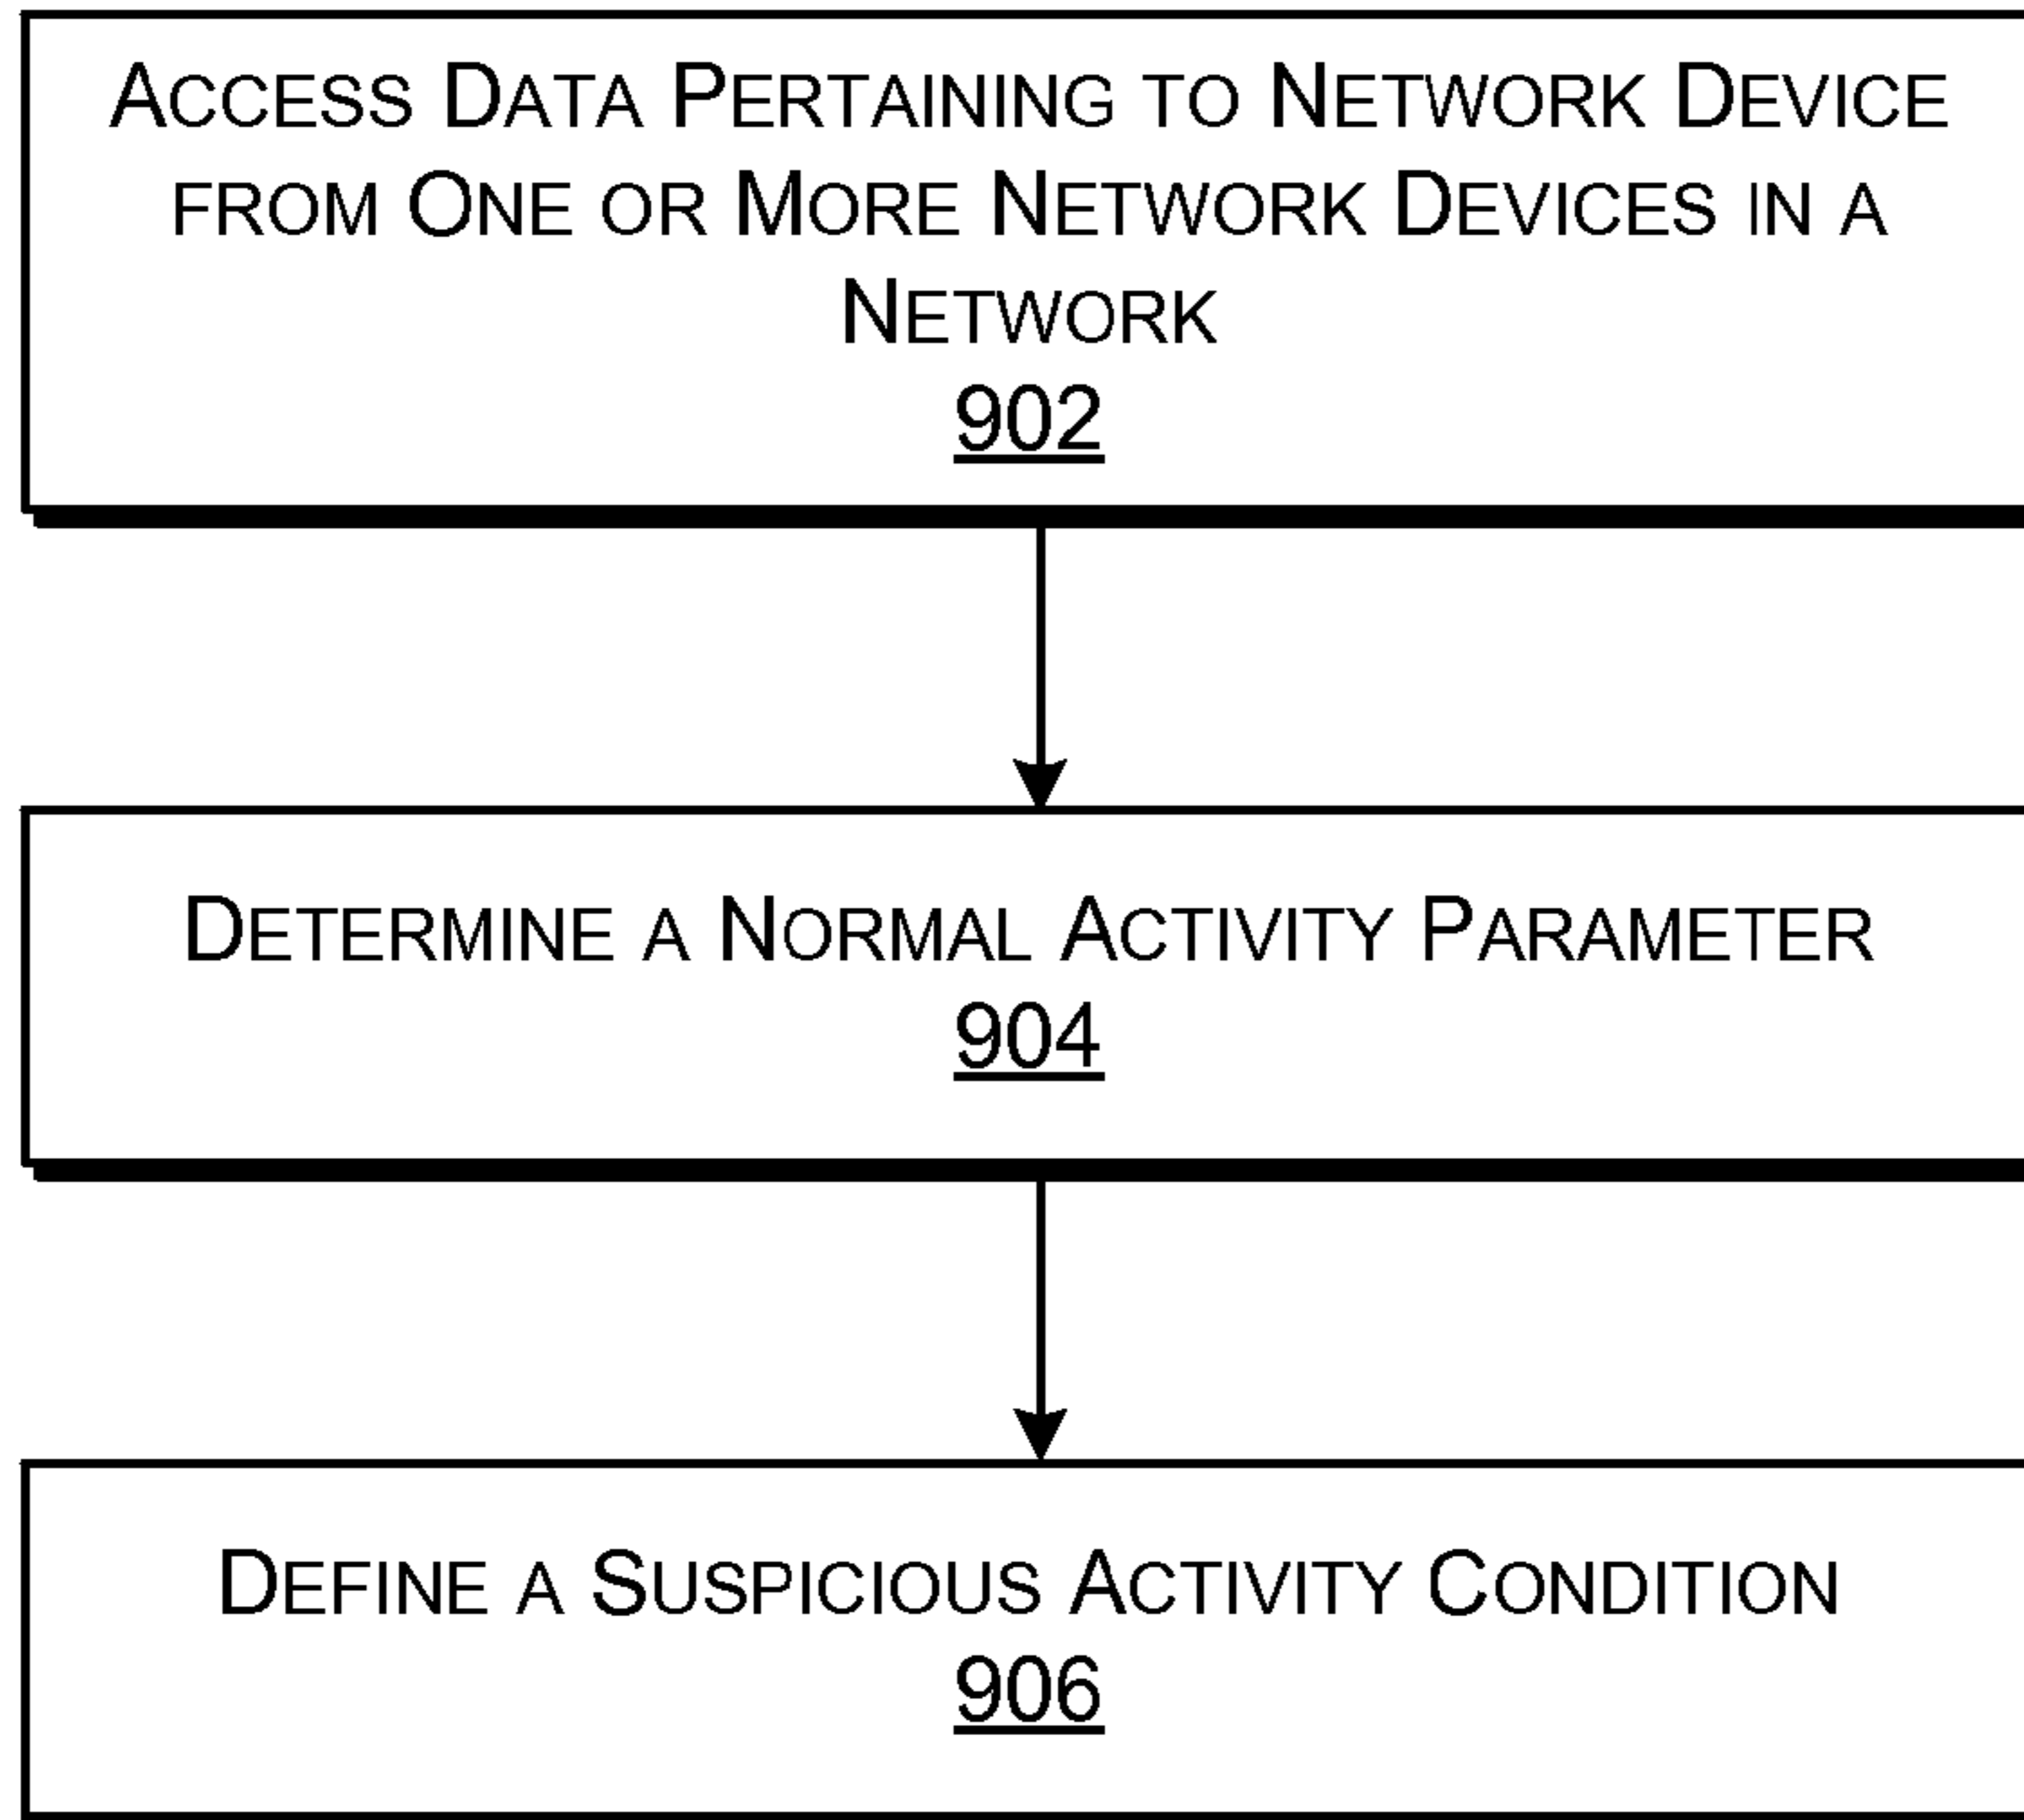 Access Data Pertaining to Network Device
from One or More Network Devices in a
Network
902
Determine a Normal Activity Parameter
904
Define a Suspicious Activity Condition
906